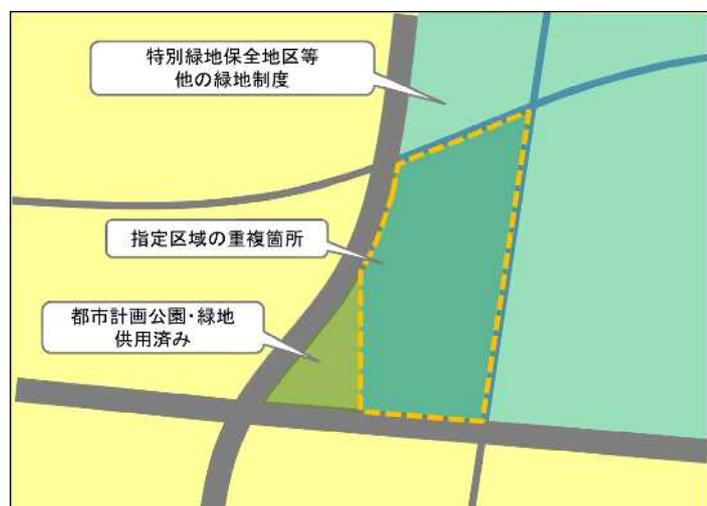 特別緑地保全地区等
他の緑地制度
指定区域の重複箇所
都市計画公園・緑地
供用済み